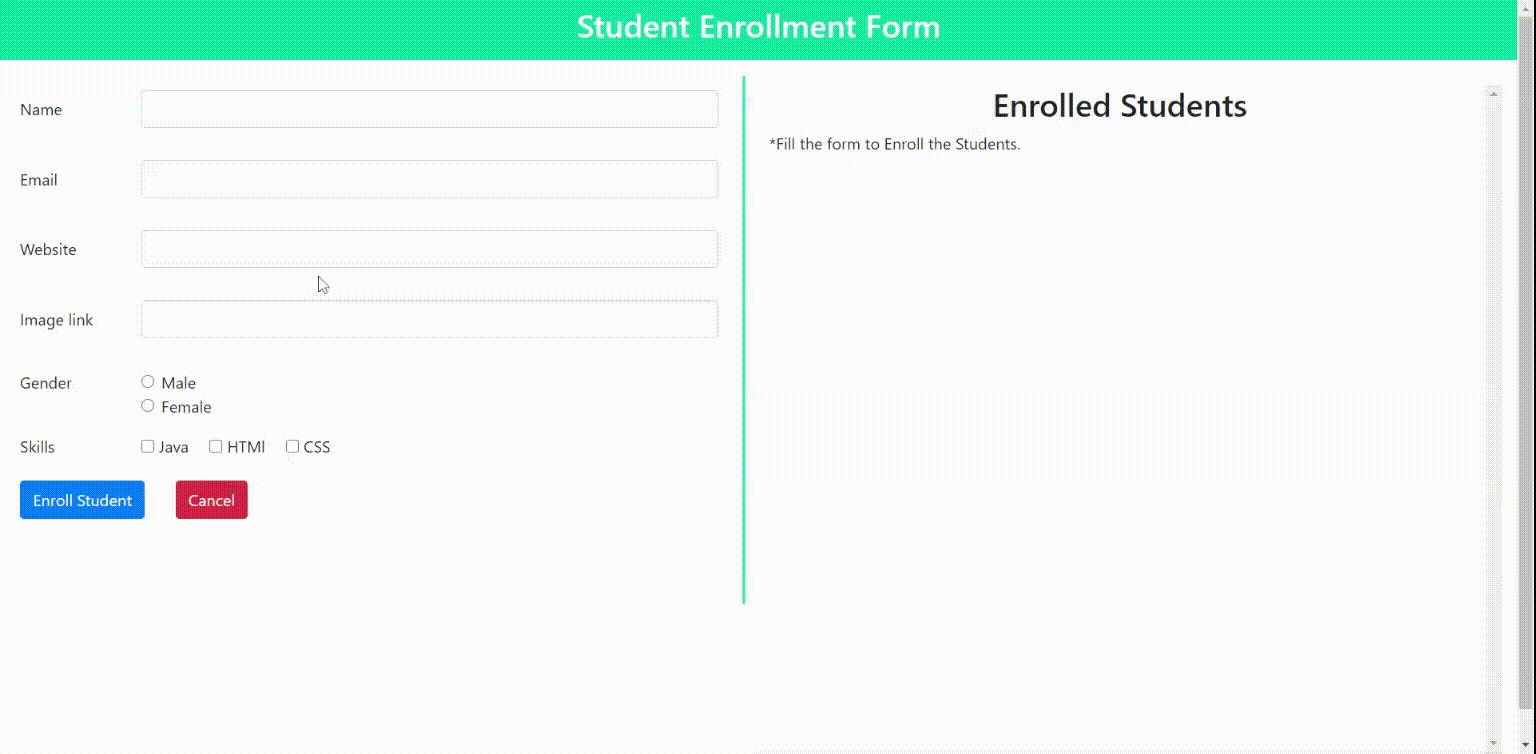 Student Enrollment Form
Name
Email
Website
Image link
Gender
Male
Female
Skills
Java HTMl CSS
Enroll Student Cancel
Enrolled Students
*Fill the form to Enroll the Students.